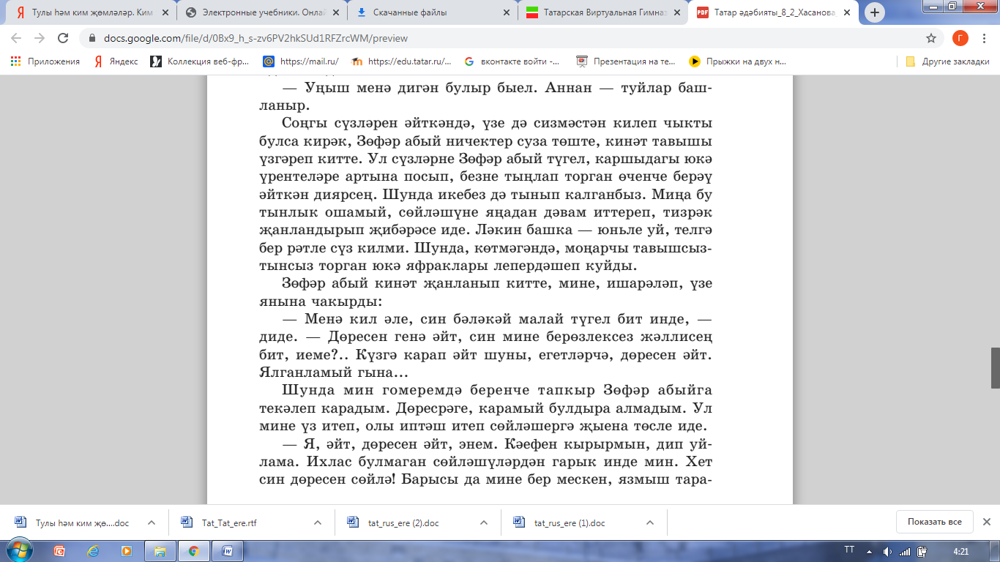 Тулы һәм ким җөмләләр. Ким
Электронные учебники. Онлай
Скачанные файлы
Татарская Виртуальная Гимназ
Татар әдәбияты_8_2_Хасанова
docs.google.com/file/d/0Bx9_h_s-zv6PV2hkSUd1RFZrcWM/preview
Г
Приложения
Яндекс
Коллекция веб-фр...
https://mail.ru/
https://edu.tatar.ru/...
вконтакте войти -...
Презентация на те...
Прыжки на двух н...
Другие закладки
— Уңыш менә дигән булыр быел. Аннан — туйлар баш-
ланыр.
Соңгы сүзләрен әйткәндә, үзе дә сизмәстән килеп чыкты
булса кирәк, Зөфәр абый ничектер суза төште, кинәт тавышы
үзгәреп китте. Ул сүзләрне Зөфәр абый түгел, каршыдагы юкә
үрентеләре артына посып, безне тыңлап торган өченче берәү
әйткән диярсең. Шунда икебез дә тынып калганбыз. Миңа бу
тынлык ошамый, сөйләшүне яңадан дәвам иттереп, тизрәк
җанландырып җибәрәсе иде. Ләкин башка — юньле уй, телгә
бер рәтле сүз килми. Шунда, көтмәгәндә, моңарчы тавышсыз-
тынсыз торган юкә яфраклары лепердәшеп куйды.
Зөфәр абый кинәт җанланып китте, мине, ишарәләп, үзе
янына чакырды:
— Менә кил әле, син бәләкәй малай түгел бит инде, —
диде. — Дөресен генә әйт, син мине берөзлексез жәллисең
бит, иеме?.. Күзгә карап әйт шуны, егетләрчә, дөресен әйт.
Ялганламый гына...
Шунда мин гомеремдә беренче тапкыр Зөфәр абыйга
текәлеп карадым. Дөресрәге, карамый булдыра алмадым. Ул
мине үз итеп, олы иптәш итеп сөйләшергә җыена төсле иде.
— Я, әйт, дөресен әйт, энем. Кәефен кырырмын, дип уй-
лама. Ихлас булмаган сөйләшүләрдән гарык инде мин. Хет
син дөресен сөйлә! Барысы да мине бер мескен, язмыш тара-
Тулы һәм ким җө....doc
Tat_Tat_ere.rtf
tat_rus_ere (2).doc
tat_rus_ere (1).doc
Показать все
TT
4:21